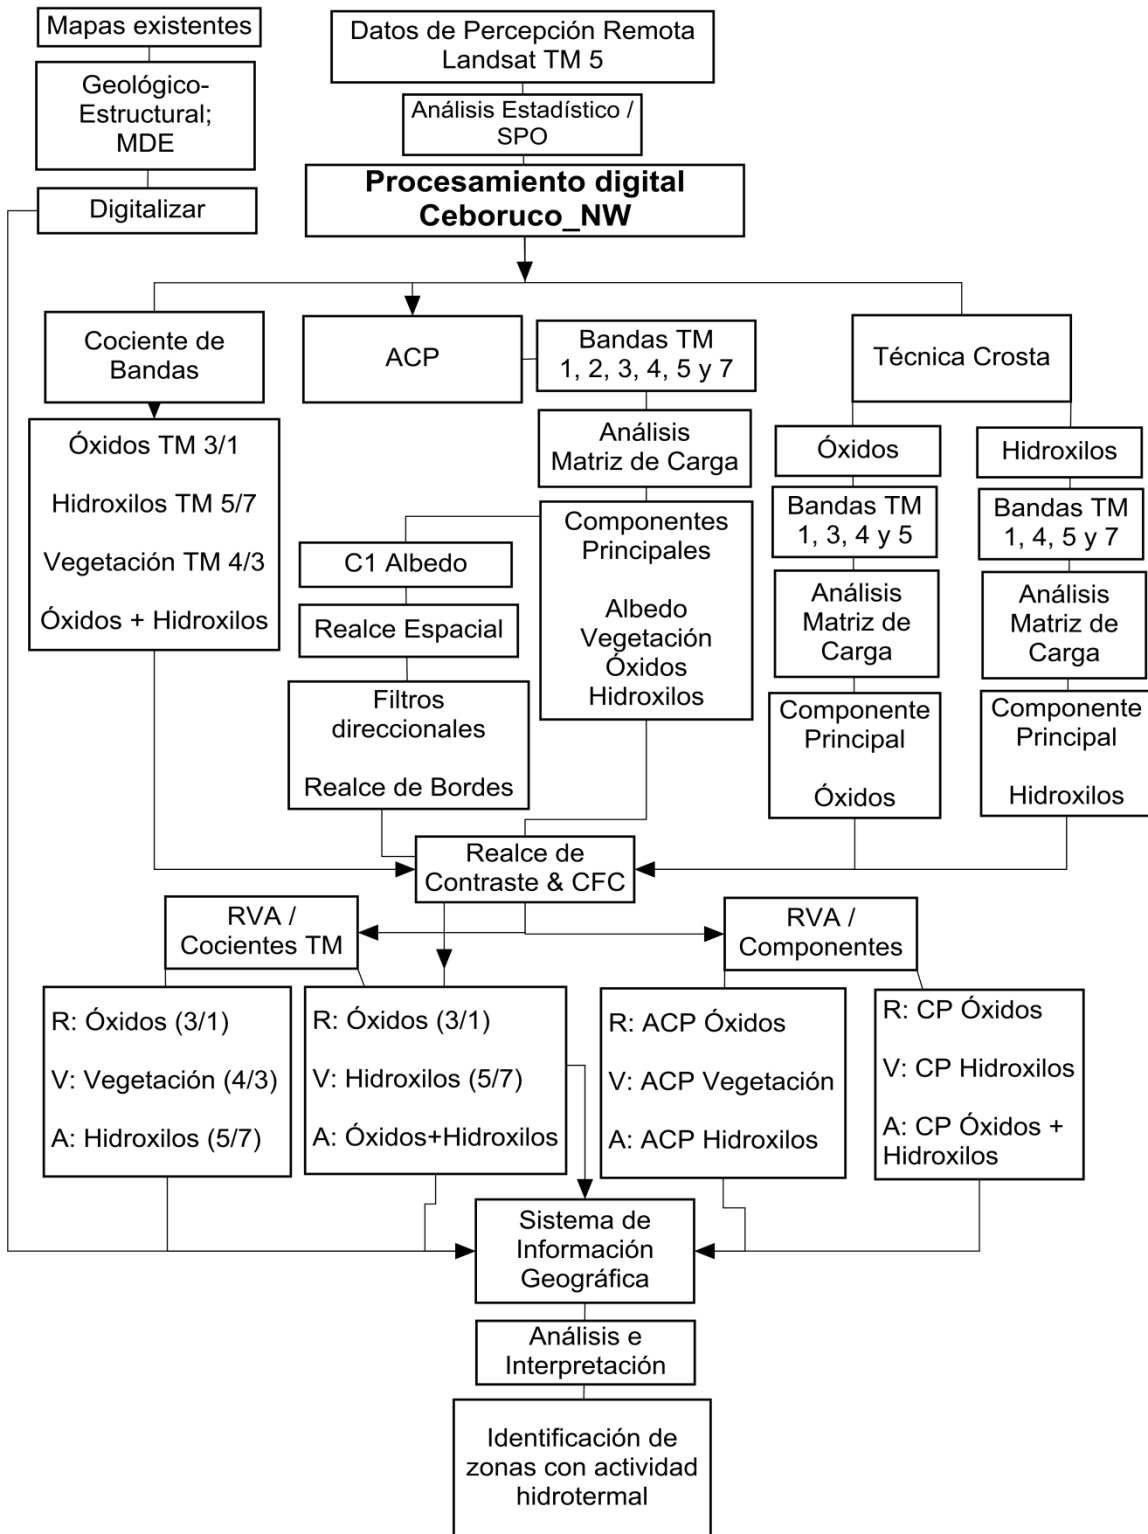 Mapas existentes
Geológico-
Estructural;
MDE
Digitalizar
Datos de Percepción Remota
Landsat TM 5
Análisis Estadístico /
SPO
Procesamiento digital
Ceboruco_NW
Cociente de
Bandas
Óxidos TM 3/1
Hidroxilos TM 5/7
Vegetación TM 4/3
Óxidos + Hidroxilos
ACP
Bandas TM
1, 2, 3, 4, 5 y 7
Análisis
Matriz de Carga
C1 Albedo
Realce Espacial
Filtros
direccionales
Realce de Bordes
Componentes
Principales
Albedo
Vegetación
Óxidos
Hidroxilos
Técnica Crosta
Óxidos
Bandas TM
1, 3, 4 y 5
Análisis
Matriz de
Carga
Componente
Principal
Óxidos
Hidroxilos
Bandas TM
1, 4, 5 y 7
Análisis
Matriz de
Carga
Componente
Principal
Hidroxilos
Realce de
Contraste & CFC
RVA /
Cocientes TM
RVA /
Componentes
R: Óxidos (3/1)
V: Vegetación (4/3)
A: Hidroxilos (5/7)
R: Óxidos (3/1)
V: Hidroxilos (5/7)
A: Óxidos+Hidroxilos
R: ACP Óxidos
V: ACP Vegetación
A: ACP Hidroxilos
R: CP Óxidos
V: CP Hidroxilos
A: CP Óxidos +
Hidroxilos
Sistema de
Información
Geográfica
Análisis e
Interpretación
Identificación de
zonas con actividad
hidrotermal